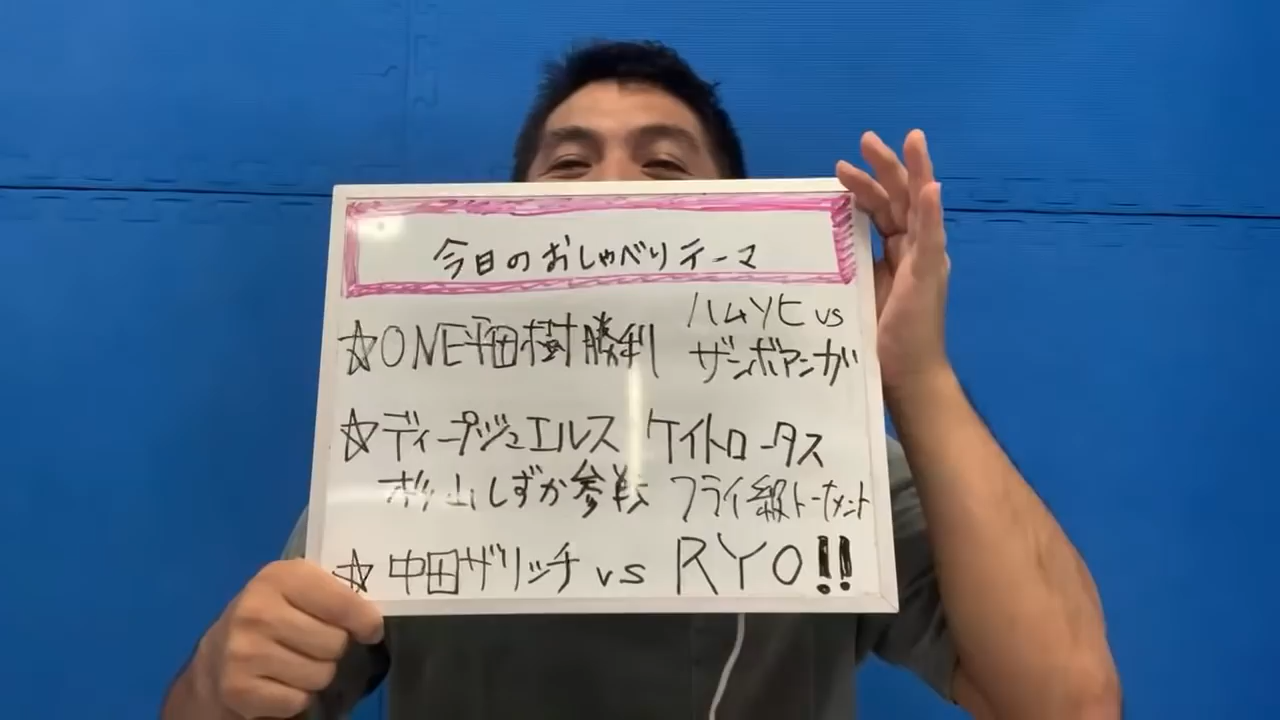 今日のおしゃべりテーマ
☆ONE平田樹勝利 ハムソヒvs
ザンボアンガ
☆ディープジュエルス ケイトロータス
杉山しずか参戦 フライ級トーナメント
☆中田ザリッチ vs RYO!!